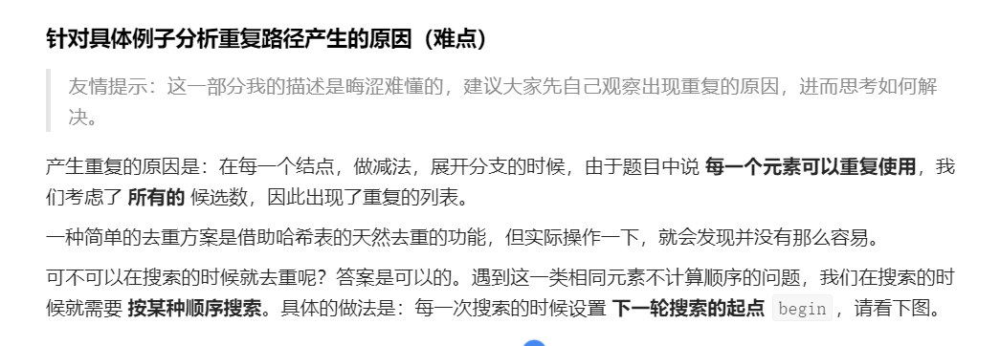 针对具体例子分析重复路径产生的原因（难点）
友情提示：这一部分我的描述是晦涩难懂的，建议大家先自己观察出现重复的原因，进而思考如何解
决。
产生重复的原因是：在每一个结点，做减法，展开分支的时候，由于题目中说 每一个元素可以重复使用，我
们考虑了 所有的 候选数，因此出现了重复的列表。
一种简单的去重方案是借助哈希表的天然去重的功能，但实际操作一下，就会发现并没有那么容易。
可不可以在搜索的时候就去重呢？答案是可以的。遇到这一类相同元素不计算顺序的问题，我们在搜索的时
候就需要 按某种顺序搜索。具体的做法是：每一次搜索的时候设置 下一轮搜索的起点 begin，请看下图。